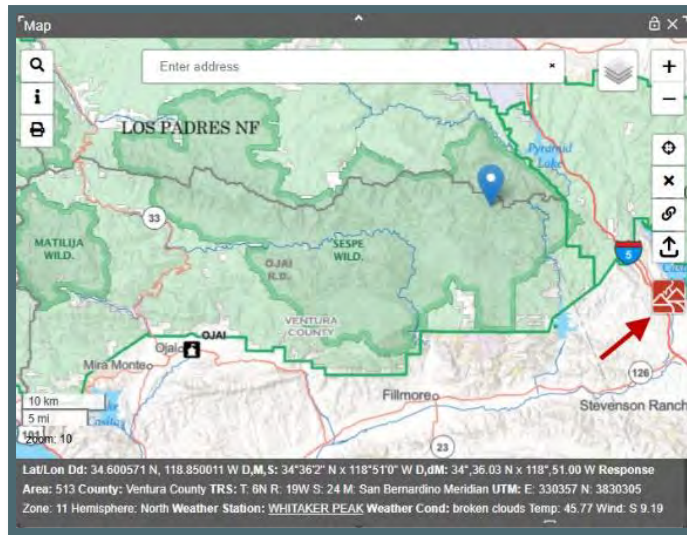 Map
Enter address
LOS PADRES NF
Pyramid
Lake
33
MATILIJA
WILD.
SESPE
WILD.
OJAI
R.D.
5
VENTURA
COUNTY
OJAI
Ojai
Mira Monte
126
10 km
5 mi
Fillmore
Stevenson Ranch
Lake
101
zoom: 10
23
Lat/Lon Dd: 34.600571 N, 118.850011 W D,M,S: 34°36'2" N x 118°51'0" W D,dM: 34°,36.03 N x 118°,51.00 W Response
Area: 513 County: Ventura County TRS: T: 6N R: 19W S: 24 M: San Bernardino Meridian UTM: E: 330357 N: 3830305
Zone: 11 Hemisphere: North Weather Station: WHITAKER PEAK Weather Cond: broken clouds Temp: 45.77 Wind: S 9.19